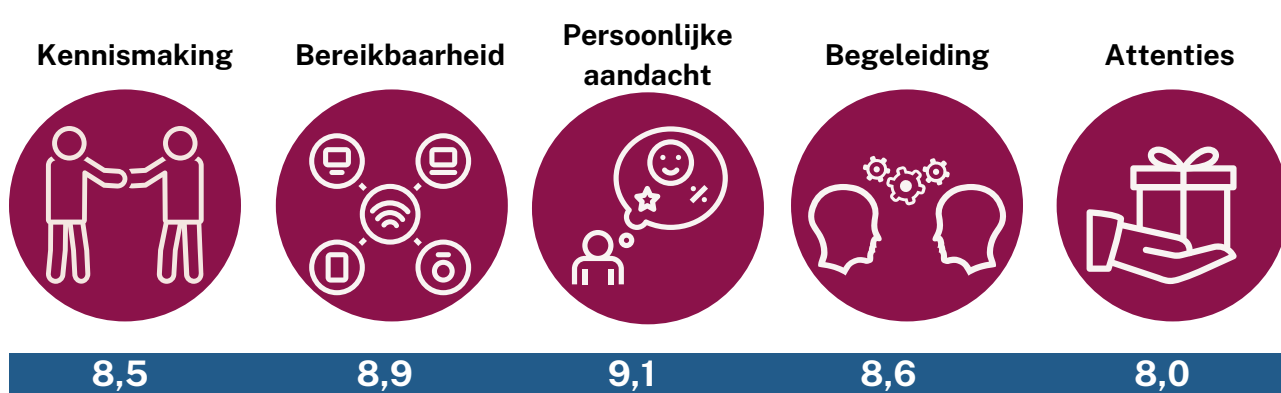 Kennismaking
Bereikbaarheid
Persoonlijke
aandacht
Begeleiding
Attenties
8,5
8,9
9,1
8,6
8,0